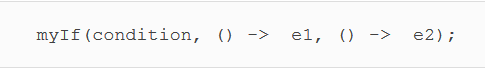 myIf(condition, () -> e1, () -> e2);